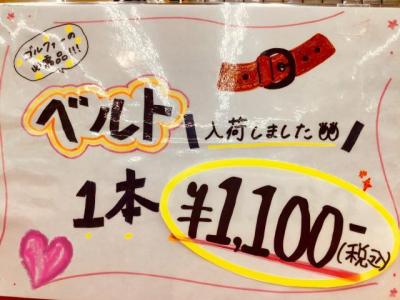 ゴルファーの
必需品!!!
ベルト
入荷しました
1本
¥1,100-
(税込)